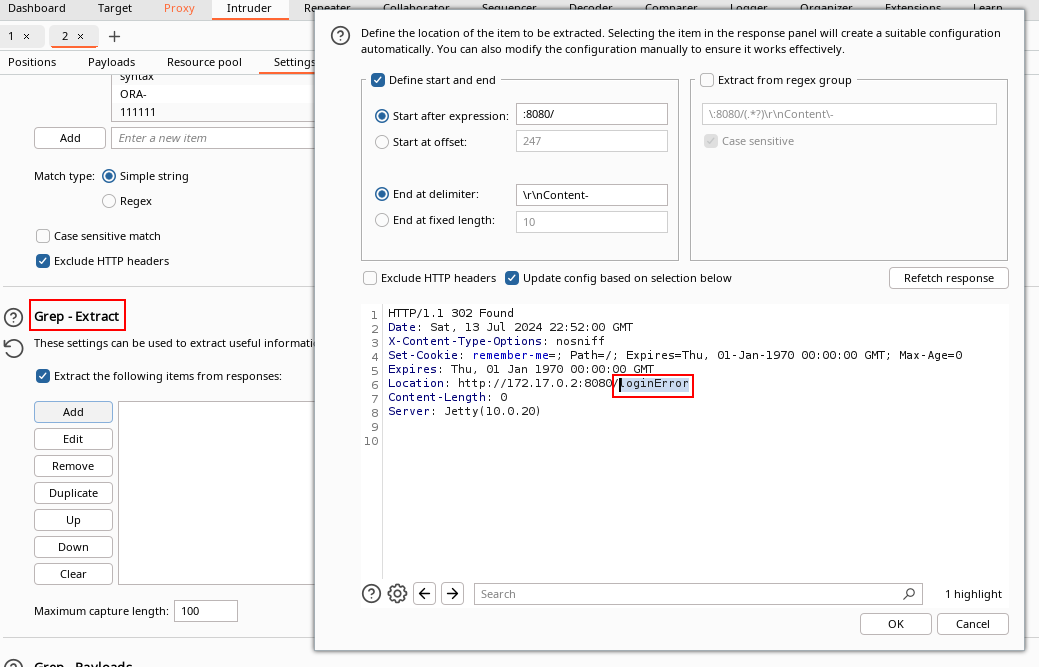 Dashboard Target Proxy Intruder Repeater Collaborator Sequencer Decoder Comparer Logger Organizer Extensions Learn
1 × 2 × +
Positions Payloads Resource pool Settings
syntax
ORA-
111111
Add Enter a new item
Match type: Simple string
Regex
Case sensitive match
Exclude HTTP headers
? Grep - Extract
These settings can be used to extract useful informati
Extract the following items from responses:
Add
Edit
Remove
Duplicate
Up
Down
Clear
Maximum capture length: 100
Grep - Payloads
? Define the location of the item to be extracted. Selecting the item in the response panel will create a suitable configuration
automatically. You can also modify the configuration manually to ensure it works effectively.
Define start and end
Start after expression: :8080/
Start at offset: 247
End at delimiter: \r\nContent-
End at fixed length: 10
Extract from regex group
\:8080/(.*?)\r\nContent\-
Case sensitive
Exclude HTTP headers Update config based on selection below Refetch response
1 HTTP/1.1 302 Found
2 Date: Sat, 13 Jul 2024 22:52:00 GMT
3 X-Content-Type-Options: nosniff
4 Set-Cookie: remember-me=; Path=/; Expires=Thu, 01-Jan-1970 00:00:00 GMT; Max-Age=0
5 Expires: Thu, 01 Jan 1970 00:00:00 GMT
6 Location: http://172.17.0.2:8080/loginError
7 Content-Length: 0
8 Server: Jetty(10.0.20)
9
10
? Search 1 highlight
OK Cancel